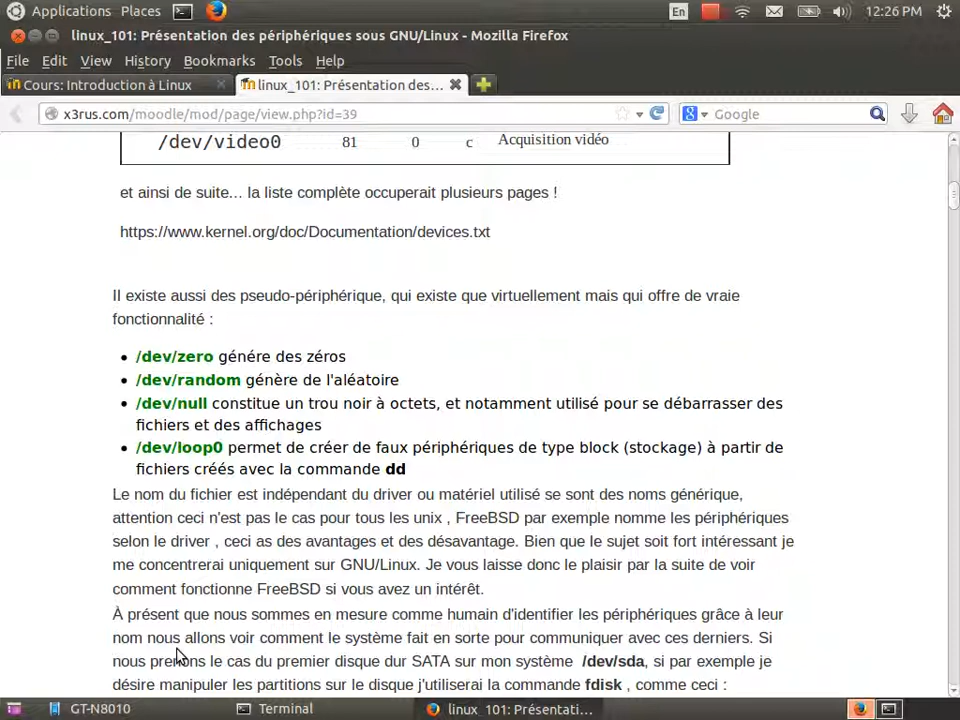 Applications Places En 12:26 PM
linux_101: Présentation des périphériques sous GNU/Linux - Mozilla Firefox
File Edit View History Bookmarks Tools Help
Cours: Introduction à Linux linux_101: Présentation des...
x3rus.com/moodle/mod/page/view.php?id=39 Google
/dev/video0 81 0 c Acquisition vidéo
et ainsi de suite... la liste complète occuperait plusieurs pages !
https://www.kernel.org/doc/Documentation/devices.txt
Il existe aussi des pseudo-périphérique, qui existe que virtuellement mais qui offre de vraie
fonctionnalité :
• /dev/zero génére des zéros
• /dev/random génère de l'aléatoire
• /dev/null constitue un trou noir à octets, et notamment utilisé pour se débarrasser des
fichiers et des affichages
• /dev/loop0 permet de créer de faux périphériques de type block (stockage) à partir de
fichiers créés avec la commande dd
Le nom du fichier est indépendant du driver ou matériel utilisé se sont des noms générique,
attention ceci n'est pas le cas pour tous les unix , FreeBSD par exemple nomme les périphériques
selon le driver , ceci as des avantages et des désavantage. Bien que le sujet soit fort intéressant je
me concentrerai uniquement sur GNU/Linux. Je vous laisse donc le plaisir par la suite de voir
comment fonctionne FreeBSD si vous avez un intérêt.
À présent que nous sommes en mesure comme humain d'identifier les périphériques grâce à leur
nom nous allons voir comment le système fait en sorte pour communiquer avec ces derniers. Si
nous prenons le cas du premier disque dur SATA sur mon système /dev/sda, si par exemple je
désire manipuler les partitions sur le disque j'utiliserai la commande fdisk , comme ceci :
GT-N8010 Terminal linux_101: Présentati...